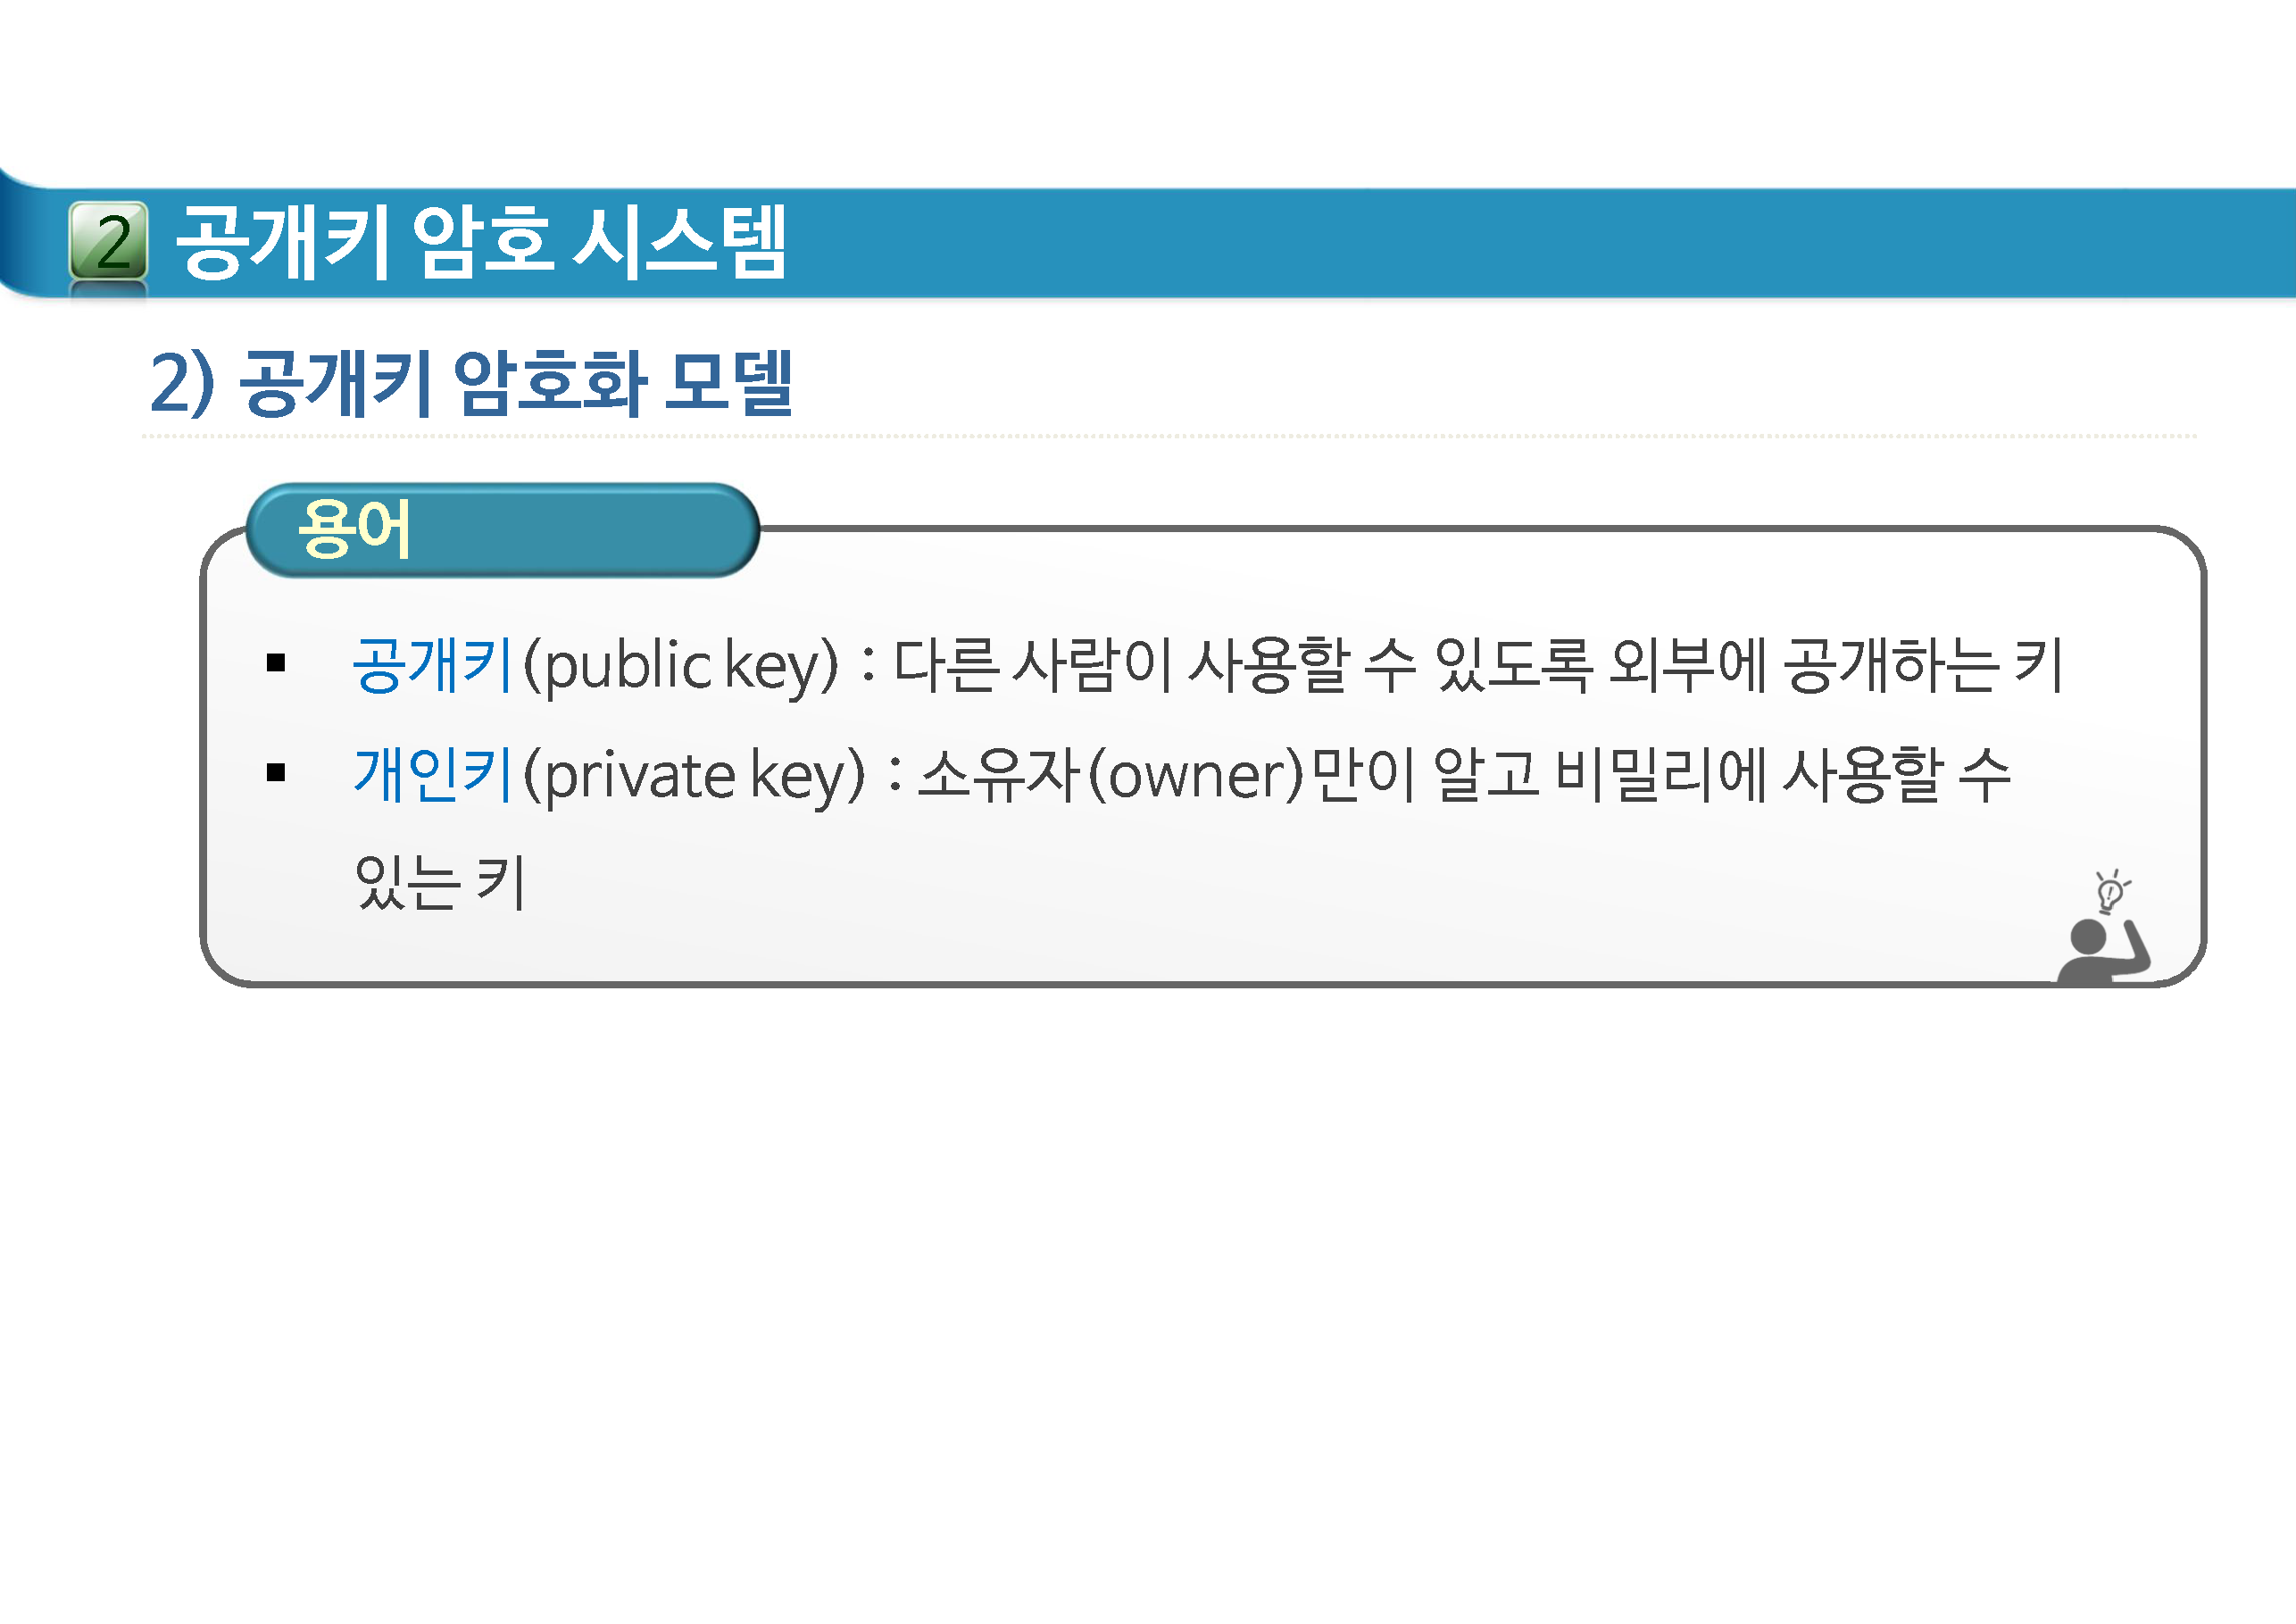 2 공개키 암호 시스템
2) 공개키 암호화 모델
용어
▪ 공개키(public key) : 다른 사람이 사용할 수 있도록 외부에 공개하는 키
▪ 개인키(private key) : 소유자(owner)만이 알고 비밀리에 사용할 수
있는 키